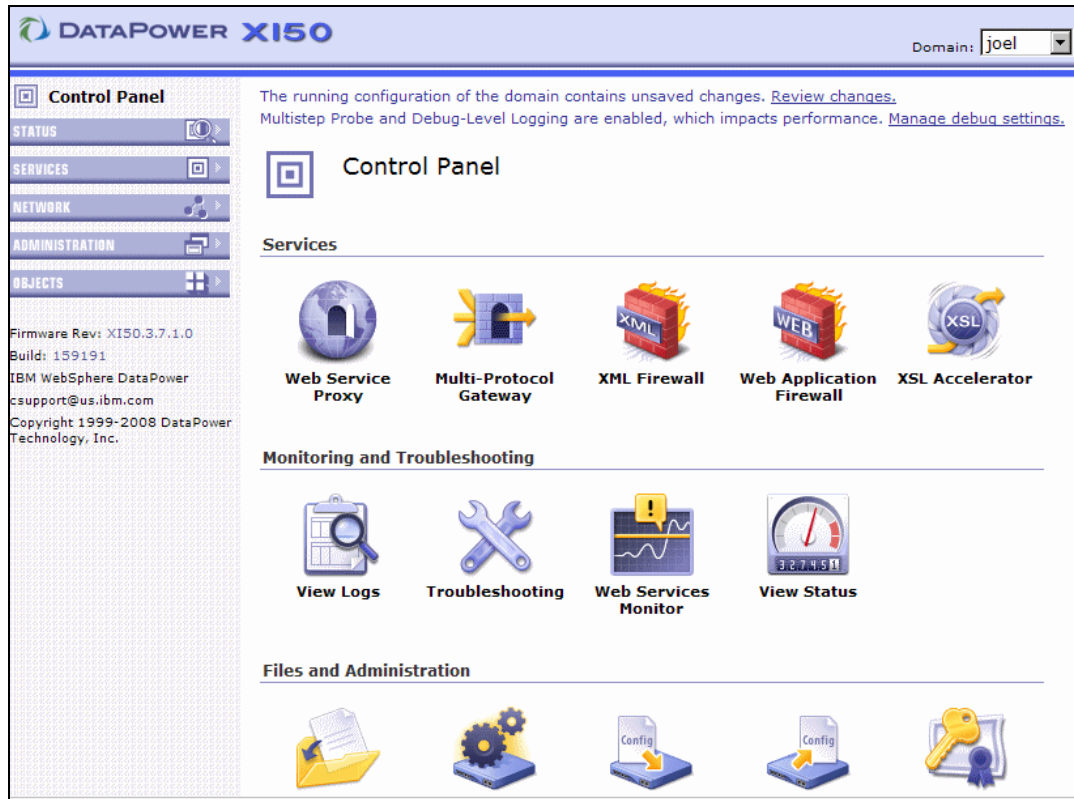 DATAPOWER XI50
Domain: joel
Control Panel
STATUS
SERVICES
NETWORK
ADMINISTRATION
OBJECTS
Firmware Rev: XI50.3.7.1.0
Build: 159191
IBM WebSphere DataPower
csupport@us.ibm.com
Copyright 1999-2008 DataPower
Technology, Inc.
The running configuration of the domain contains unsaved changes. Review changes.
Multistep Probe and Debug-Level Logging are enabled, which impacts performance. Manage debug settings.
Control Panel
Services
XML
WEB
XSL
Web Service
Proxy
Multi-Protocol
Gateway
XML Firewall
Web Application
Firewall
XSL Accelerator
Monitoring and Troubleshooting
!
3 2 7 4 5 1
View Logs
Troubleshooting
Web Services
Monitor
View Status
Files and Administration
Config
Config